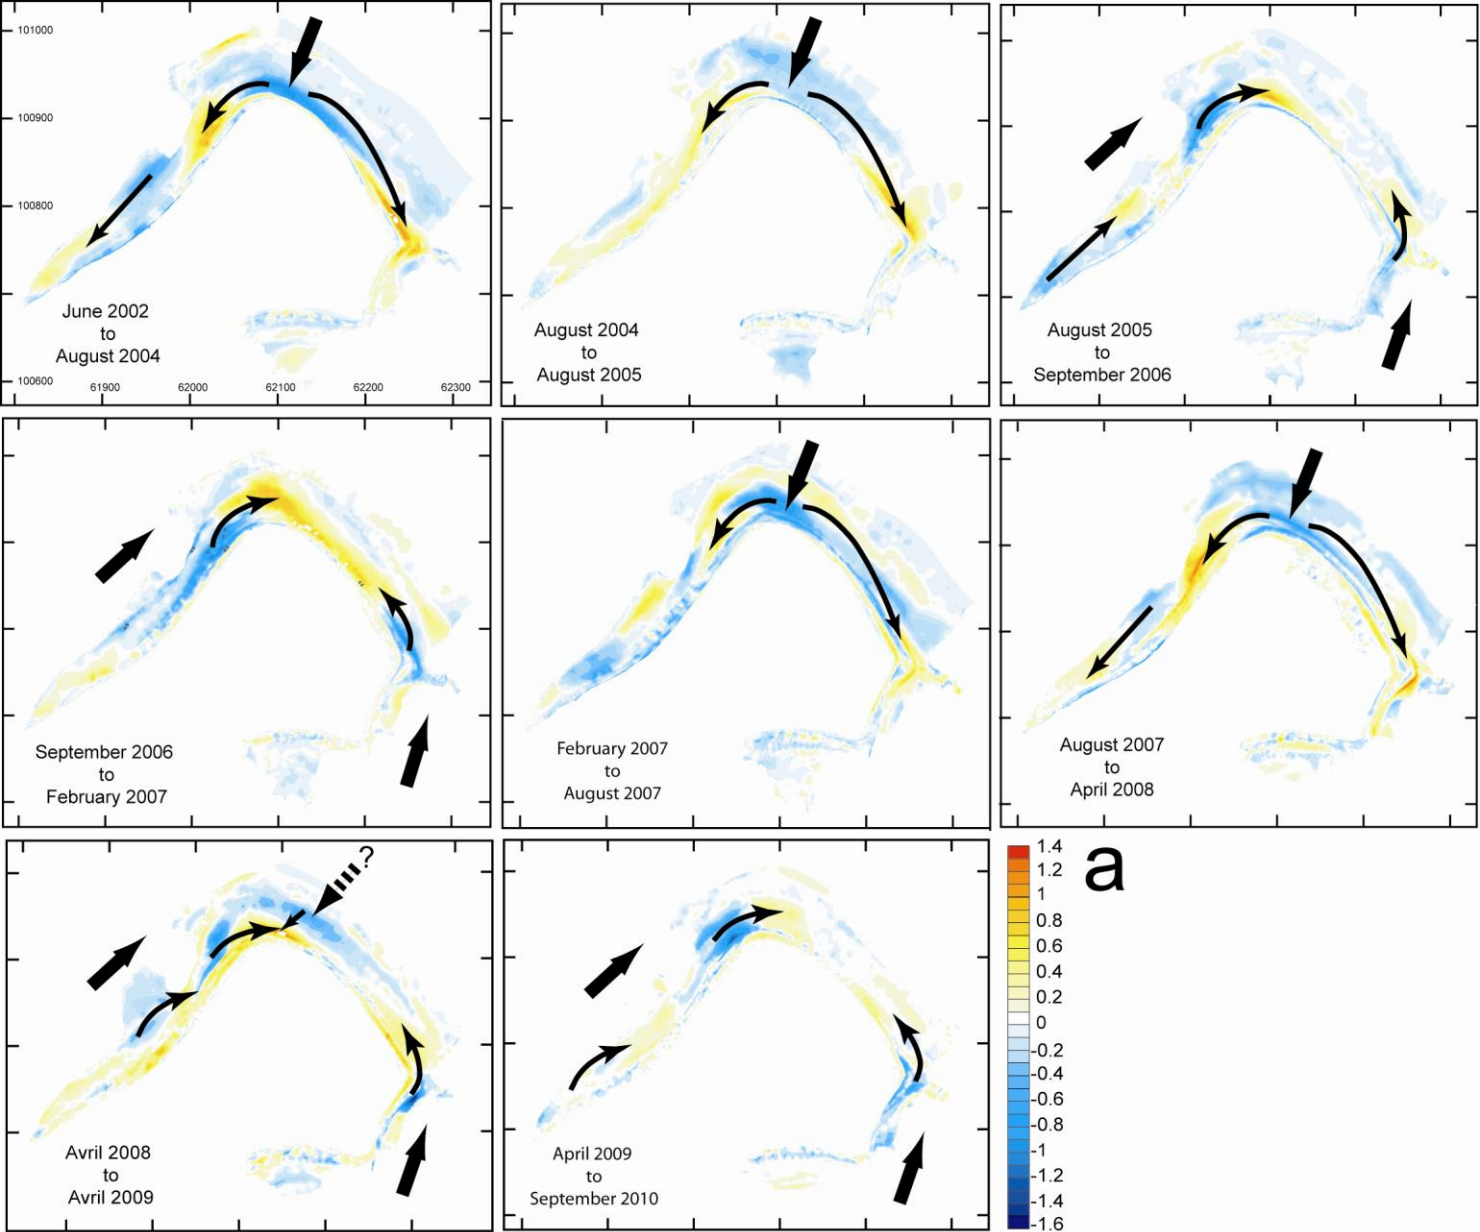 101000
100900
100800
100600
61900 62000 62100 62200 62300
June 2002
to
August 2004
August 2004
to
August 2005
August 2005
to
September 2006
September 2006
to
February 2007
February 2007
to
August 2007
August 2007
to
April 2008
?
Avril 2008
to
Avril 2009
April 2009
to
September 2010
1.4
1.2
1
0.8
0.6
0.4
0.2
0
-0.2
-0.4
-0.6
-0.8
-1
-1.2
-1.4
-1.6
a